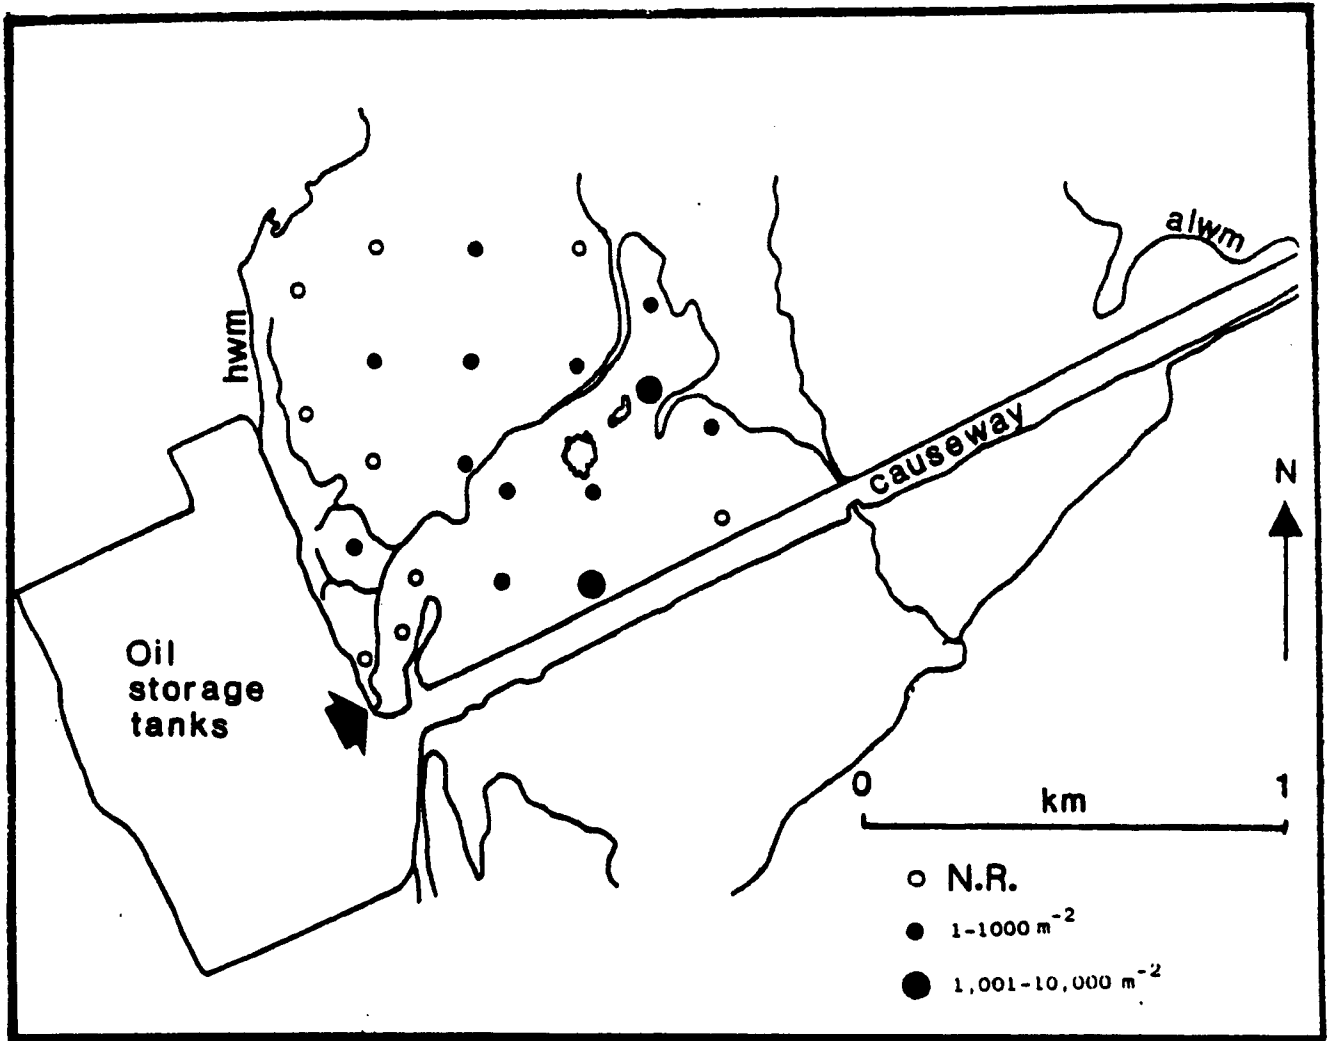 alwm
hwm
causeway
N
Oil
storage
tanks
0 1
km
N.R.
1-1000 m⁻²
1,001-10,000 m⁻²